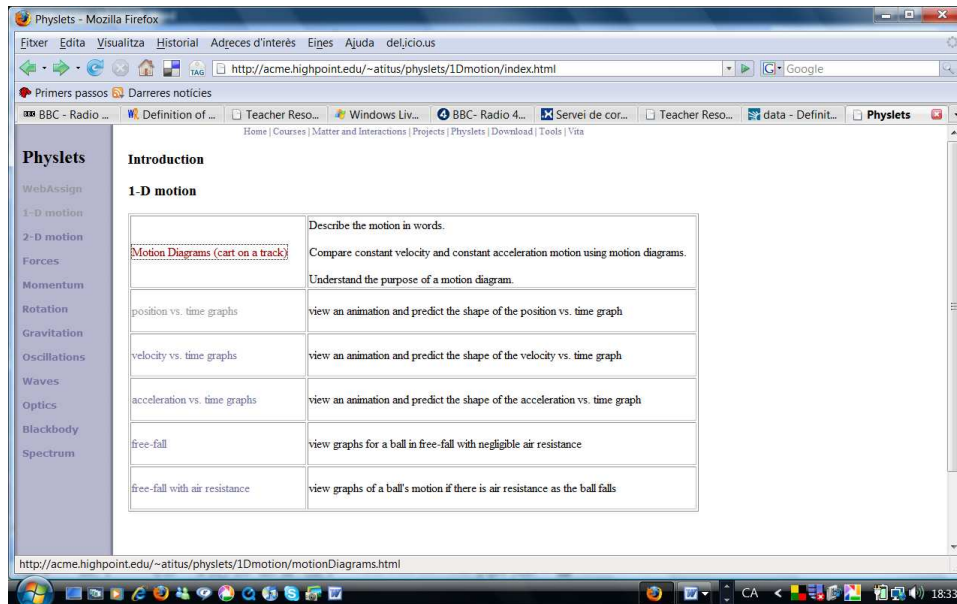 Physlets - Mozilla Firefox
Fitxer Edita Visualitza Historial Adreces d'interès Eines Ajuda del.icio.us
TAG http://acme.highpoint.edu/~atitus/physlets/1Dmotion/index.html Google
Primers passos Darreres notícies
BBC - Radio ... Definition of ... Teacher Reso... Windows Liv... BBC- Radio 4... Servei de cor... Teacher Reso... data - Definit... Physlets
Home | Courses | Matter and Interactions | Projects | Physlets | Download | Tools | Vita
Physlets
WebAssign
1-D motion
2-D motion
Forces
Momentum
Rotation
Gravitation
Oscillations
Waves
Optics
Blackbody
Spectrum
Introduction
1-D motion
Motion Diagrams (cart on a track)
Describe the motion in words.
Compare constant velocity and constant acceleration motion using motion diagrams.
Understand the purpose of a motion diagram.
position vs. time graphs
view an animation and predict the shape of the position vs. time graph
velocity vs. time graphs
view an animation and predict the shape of the velocity vs. time graph
acceleration vs. time graphs
view an animation and predict the shape of the acceleration vs. time graph
free-fall
view graphs for a ball in free-fall with negligible air resistance
free-fall with air resistance
view graphs of a ball's motion if there is air resistance as the ball falls
http://acme.highpoint.edu/~atitus/physlets/1Dmotion/motionDiagrams.html
CA 18:33